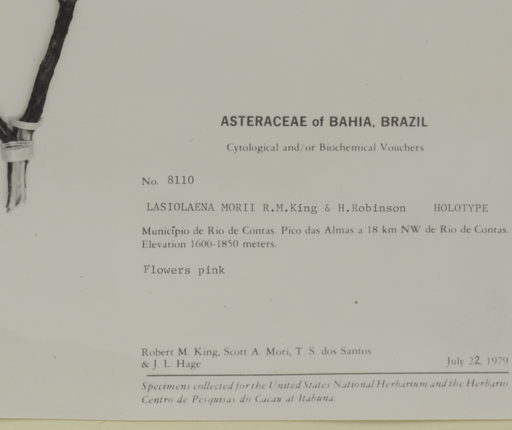 ASTERACEAE of BAHIA, BRAZIL
Cytological and/or Biochemical Vouchers
No. 8110
LASIOLAENA MORII R.M.King & H.Robinson HOLOTYPE
Município de Rio de Contas. Pico das Almas a 18 km NW de Rio de Contas.
Elevation 1600-1850 meters.
Flowers pink
Robert M. King, Scott A. Mori, T. S. dos Santos
& J. L. Hage July 22, 1979
Specimens collected for the United States National Herbarium and the Herbario
Centro de Pesquisas do Cacau at Itabuna.